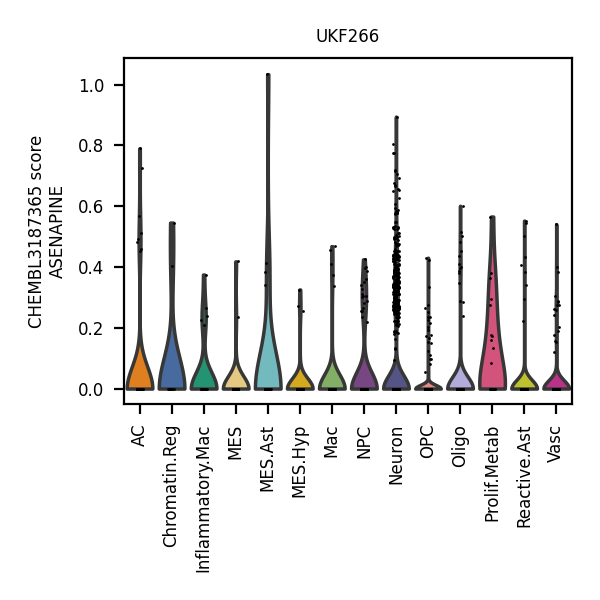 UKF266
CHEMBL3187365 score
ASENAPINE
1.0
0.8
0.6
0.4
0.2
0.0
AC
Chromatin.Reg
Inflammatory.Mac
MES
MES.Ast
MES.Hyp
Mac
NPC
Neuron
OPC
Oligo
Prolif.Metab
Reactive.Ast
Vasc